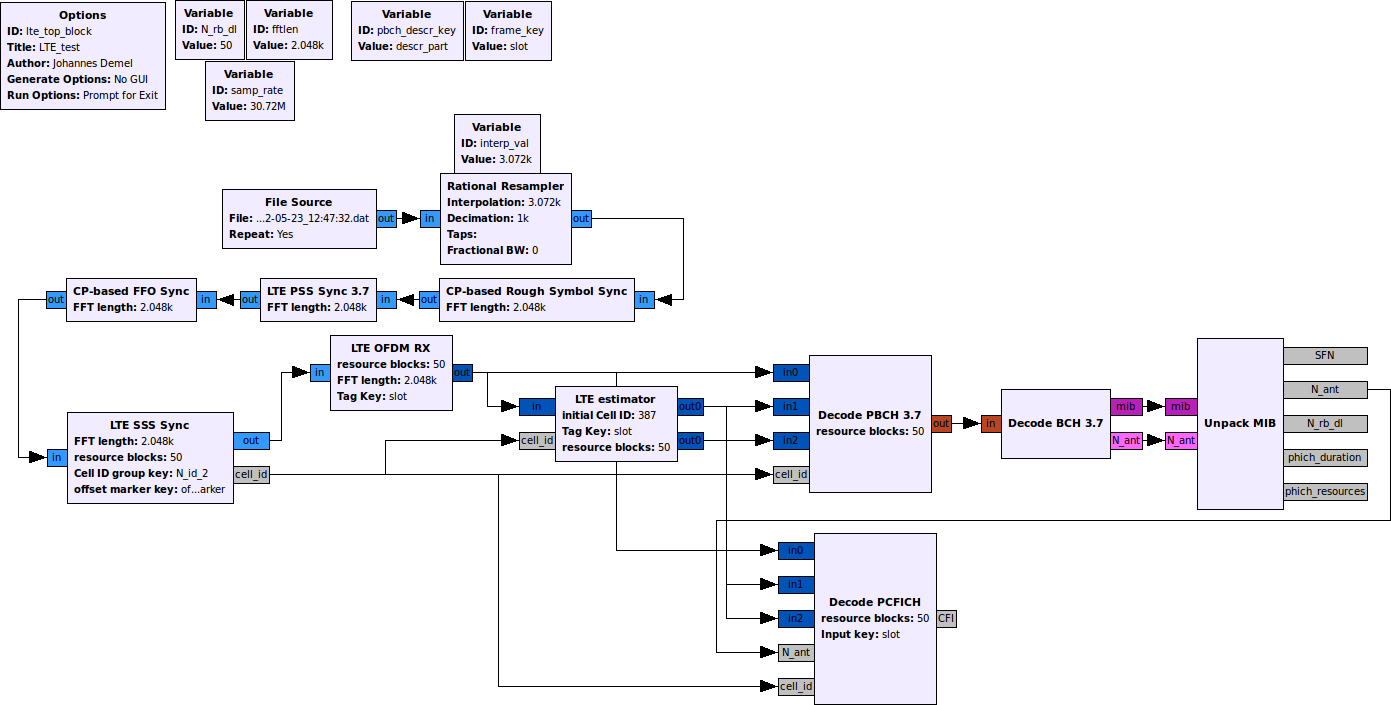 Options
ID: lte_top_block
Title: LTE_test
Author: Johannes Demel
Generate Options: No GUI
Run Options: Prompt for Exit
Variable
ID: N_rb_dl
Value: 50
Variable
ID: fftlen
Value: 2.048k
Variable
ID: samp_rate
Value: 30.72M
Variable
ID: pbch_descr_key
Value: descr_part
Variable
ID: frame_key
Value: slot
Variable
ID: interp_val
Value: 3.072k
File Source
File: ...2-05-23_12:47:32.dat
Repeat: Yes
out
in
Rational Resampler
Interpolation: 3.072k
Decimation: 1k
Taps:
Fractional BW: 0
out
out
CP-based FFO Sync
FFT length: 2.048k
in
out
LTE PSS Sync 3.7
FFT length: 2.048k
in
out
CP-based Rough Symbol Sync
FFT length: 2.048k
in
in
LTE OFDM RX
resource blocks: 50
FFT length: 2.048k
Tag Key: slot
out
in
LTE SSS Sync
FFT length: 2.048k
resource blocks: 50
Cell ID group key: N_id_2
offset marker key: of...arker
out
cell_id
in
cell_id
LTE estimator
initial Cell ID: 387
Tag Key: slot
resource blocks: 50
out0
out0
in0
in1
in2
cell_id
Decode PBCH 3.7
resource blocks: 50
out
in
Decode BCH 3.7
mib
N_ant
mib
N_ant
Unpack MIB
SFN
N_ant
N_rb_dl
phich_duration
phich_resources
in0
in1
in2
N_ant
cell_id
Decode PCFICH
resource blocks: 50
Input key: slot
CFI